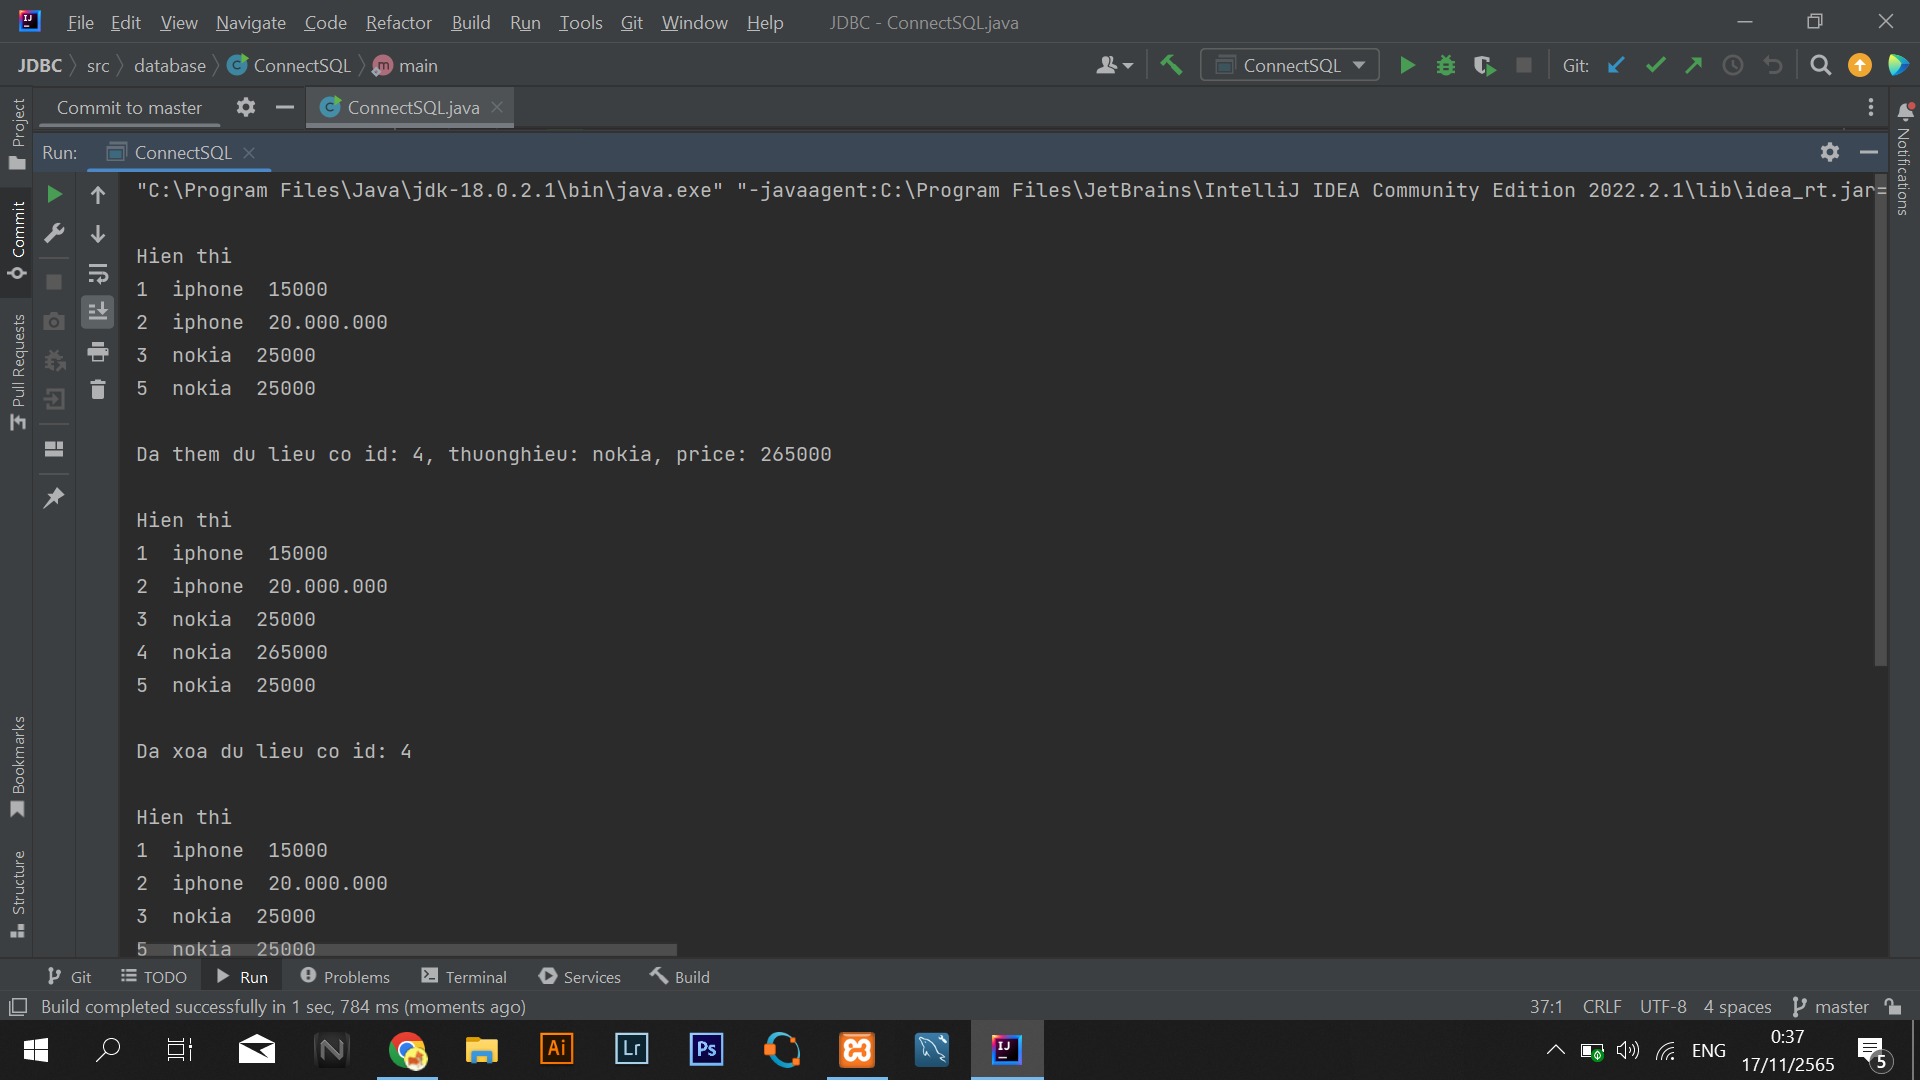 File Edit View Navigate Code Refactor Build Run Tools Git Window Help JDBC - ConnectSQL.java
JDBC src database ConnectSQL main ConnectSQL Git:
Commit to master ConnectSQL.java
Run: ConnectSQL
"C:\Program Files\Java\jdk-18.0.2.1\bin\java.exe" "-javaagent:C:\Program Files\JetBrains\IntelliJ IDEA Community Edition 2022.2.1\lib\idea_rt.jar=
Hien thi
1 iphone 15000
2 iphone 20.000.000
3 nokia 25000
5 nokia 25000
Da them du lieu co id: 4, thuonghieu: nokia, price: 265000
Hien thi
1 iphone 15000
2 iphone 20.000.000
3 nokia 25000
4 nokia 265000
5 nokia 25000
Da xoa du lieu co id: 4
Hien thi
1 iphone 15000
2 iphone 20.000.000
3 nokia 25000
5 nokia 25000
Project
Commit
Pull Requests
Bookmarks
Structure
Notifications
Git TODO Run Problems Terminal Services Build
Build completed successfully in 1 sec, 784 ms (moments ago) 37:1 CRLF UTF-8 4 spaces master
Ai Lr Ps IJ ENG 0:37
17/11/2565 5